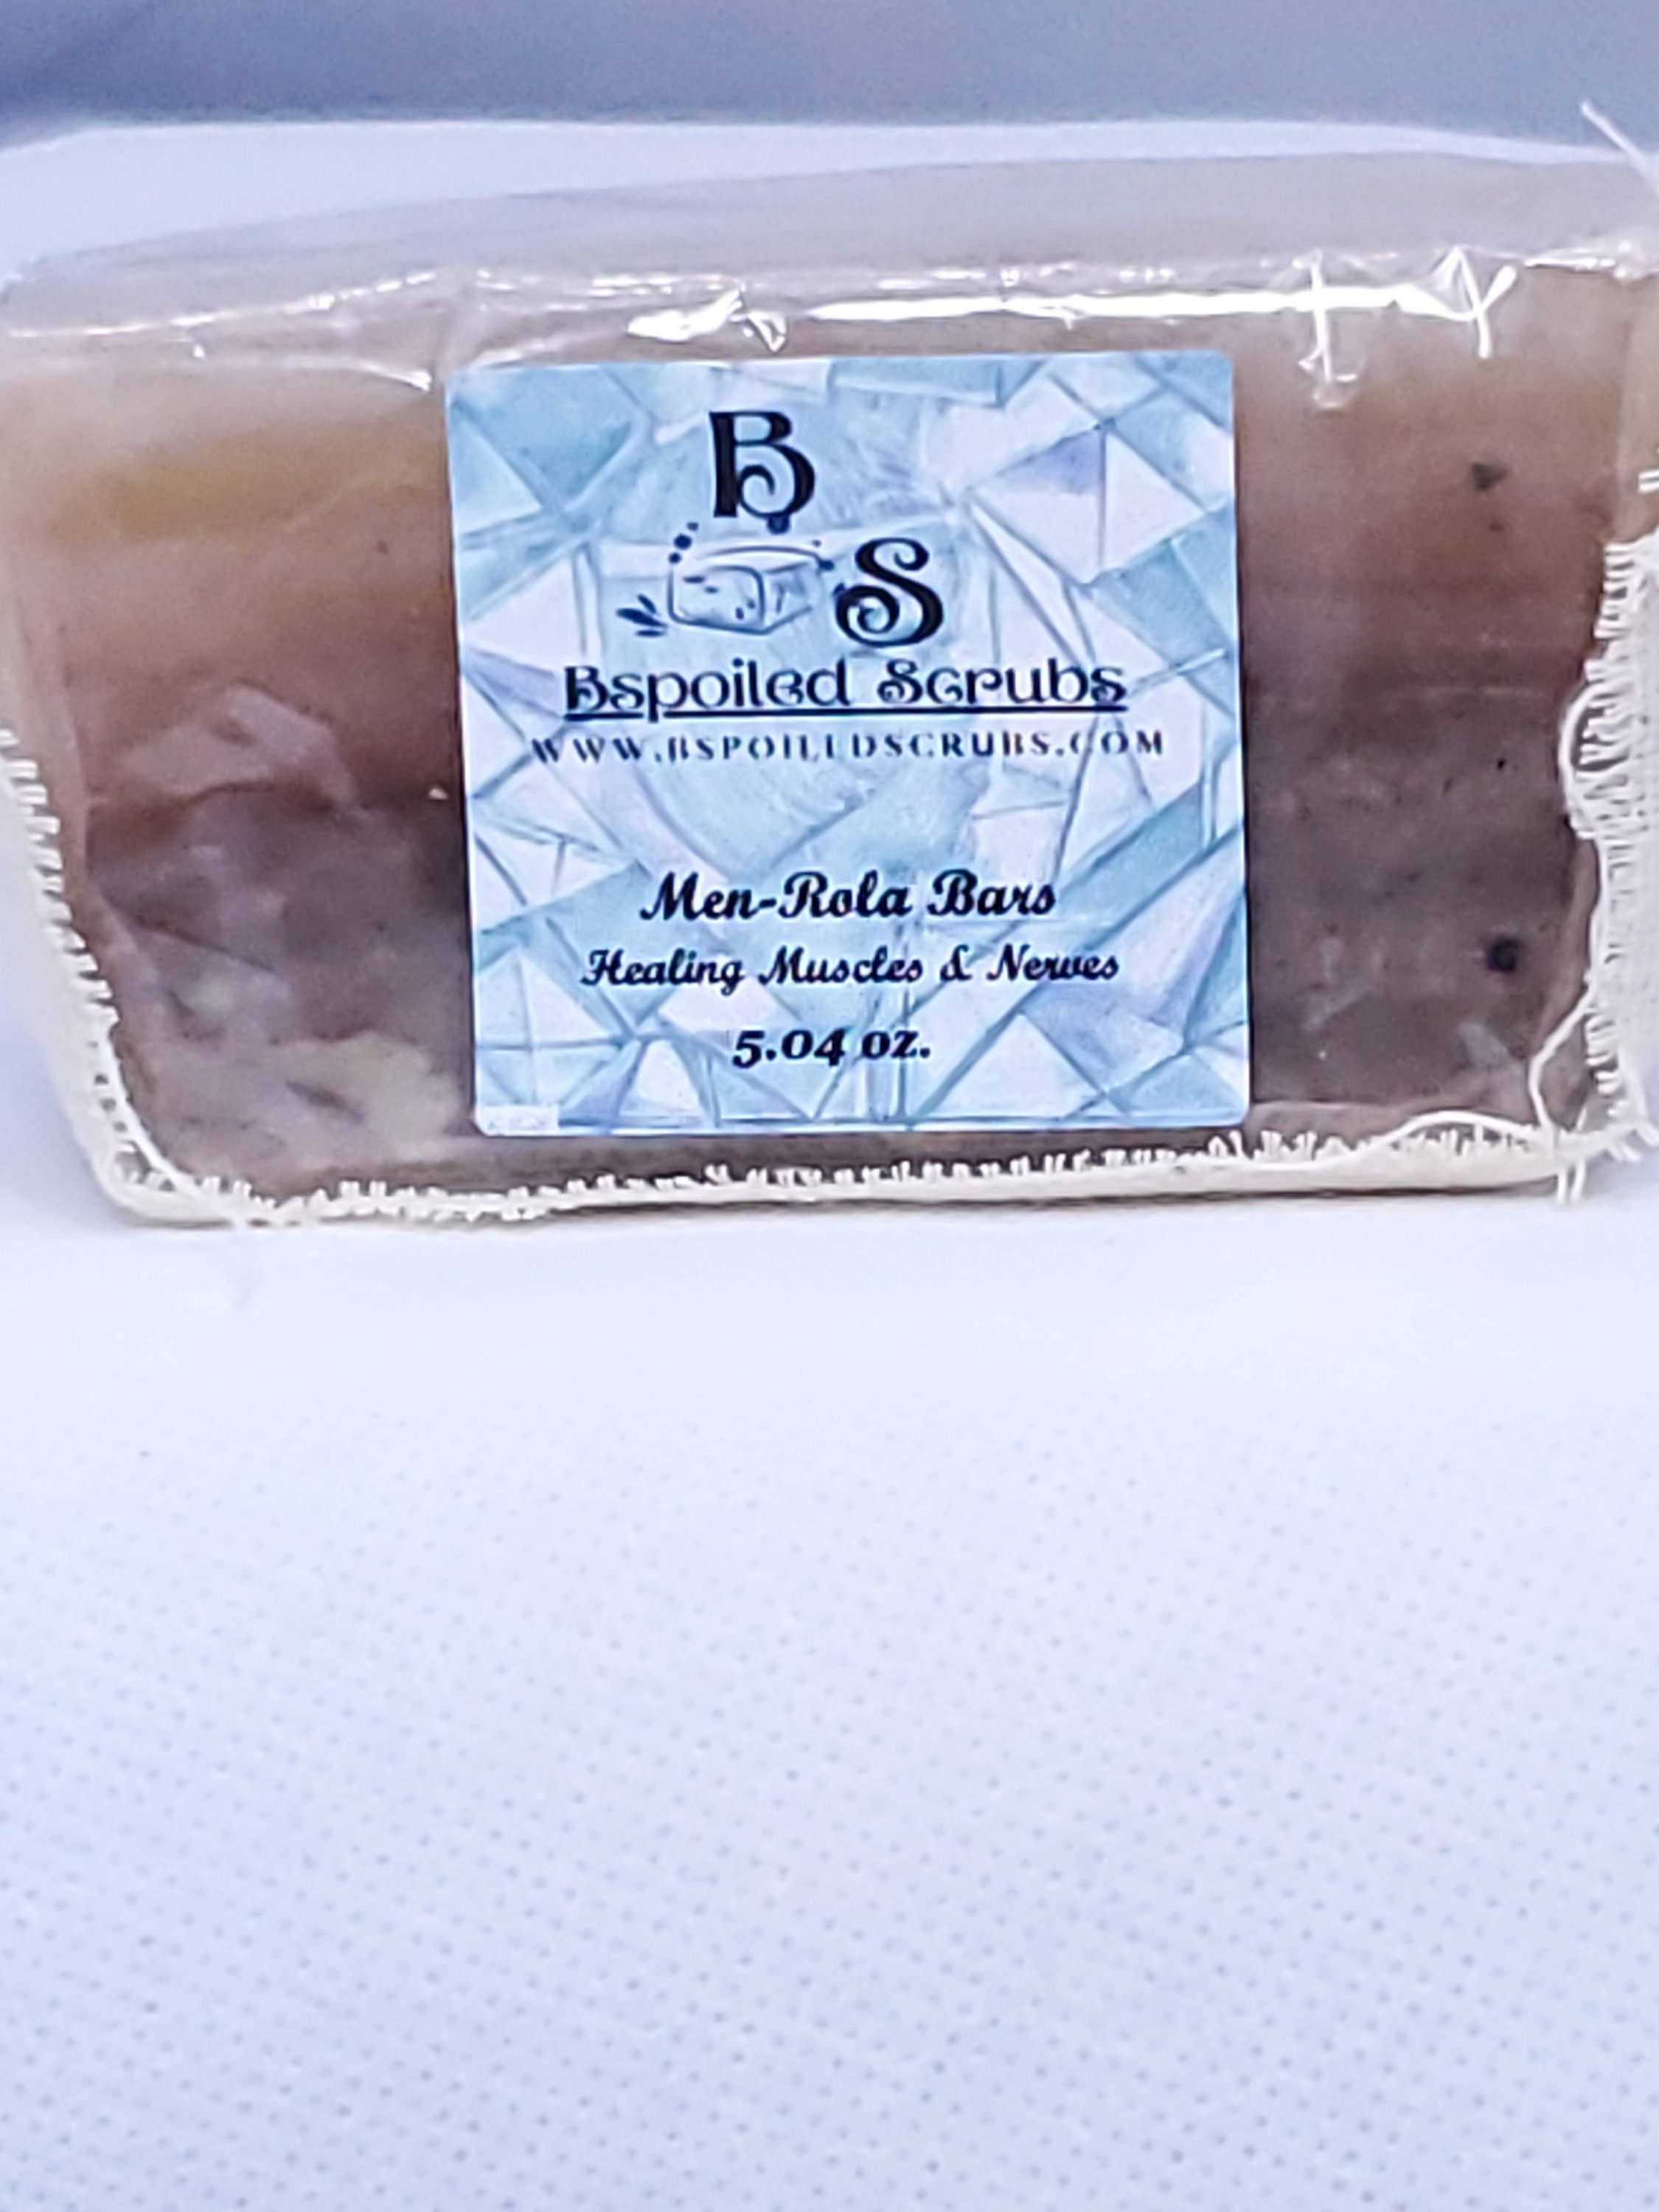 B
S
Bspoiled Scrubs
WWW.BSPOILEDSCRUBS.COM
Men-Rola Bars
Healing Muscles & Nerves
5.04 oz.